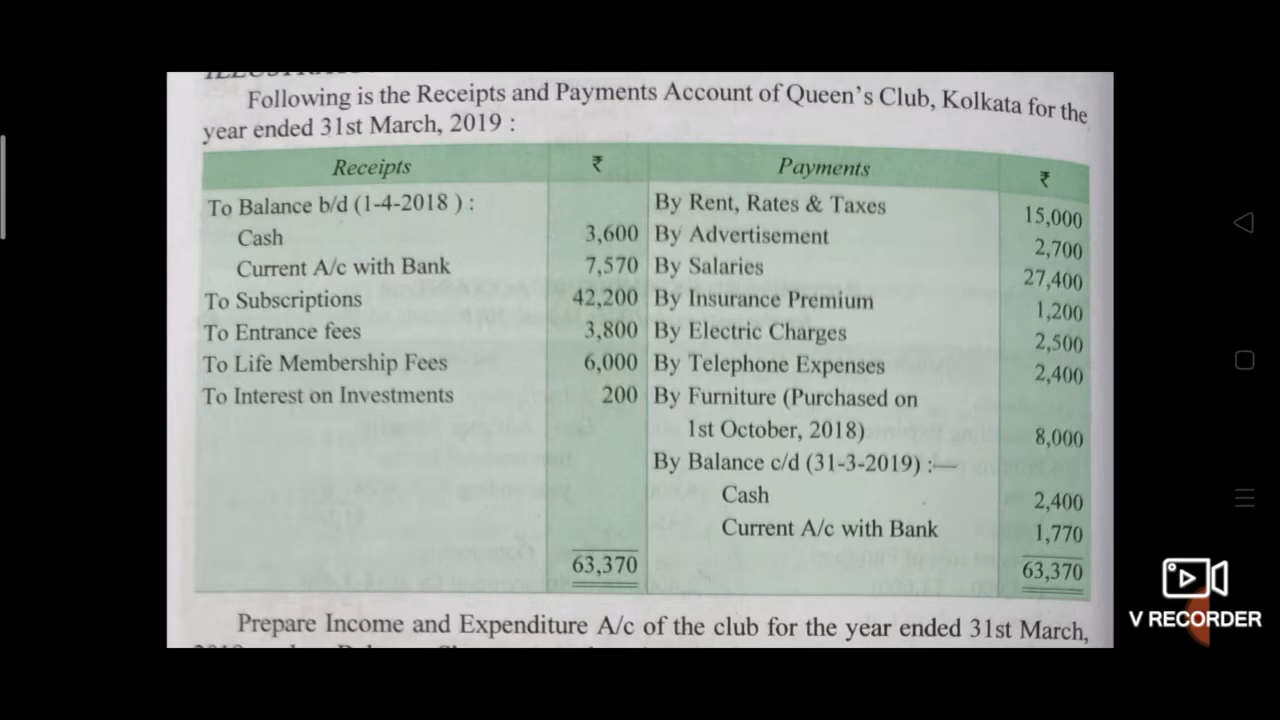 Following is the Receipts and Payments Account of Queen's Club, Kolkata for the
year ended 31st March, 2019 :
Receipts ₹ Payments ₹
To Balance b/d (1-4-2018 ) : By Rent, Rates & Taxes 15,000
Cash 3,600 By Advertisement 2,700
Current A/c with Bank 7,570 By Salaries 27,400
To Subscriptions 42,200 By Insurance Premium 1,200
To Entrance fees 3,800 By Electric Charges 2,500
To Life Membership Fees 6,000 By Telephone Expenses 2,400
To Interest on Investments 200 By Furniture (Purchased on
1st October, 2018) 8,000
By Balance c/d (31-3-2019) :—
Cash 2,400
Current A/c with Bank 1,770
63,370 63,370
Prepare Income and Expenditure A/c of the club for the year ended 31st March,
V RECORDER